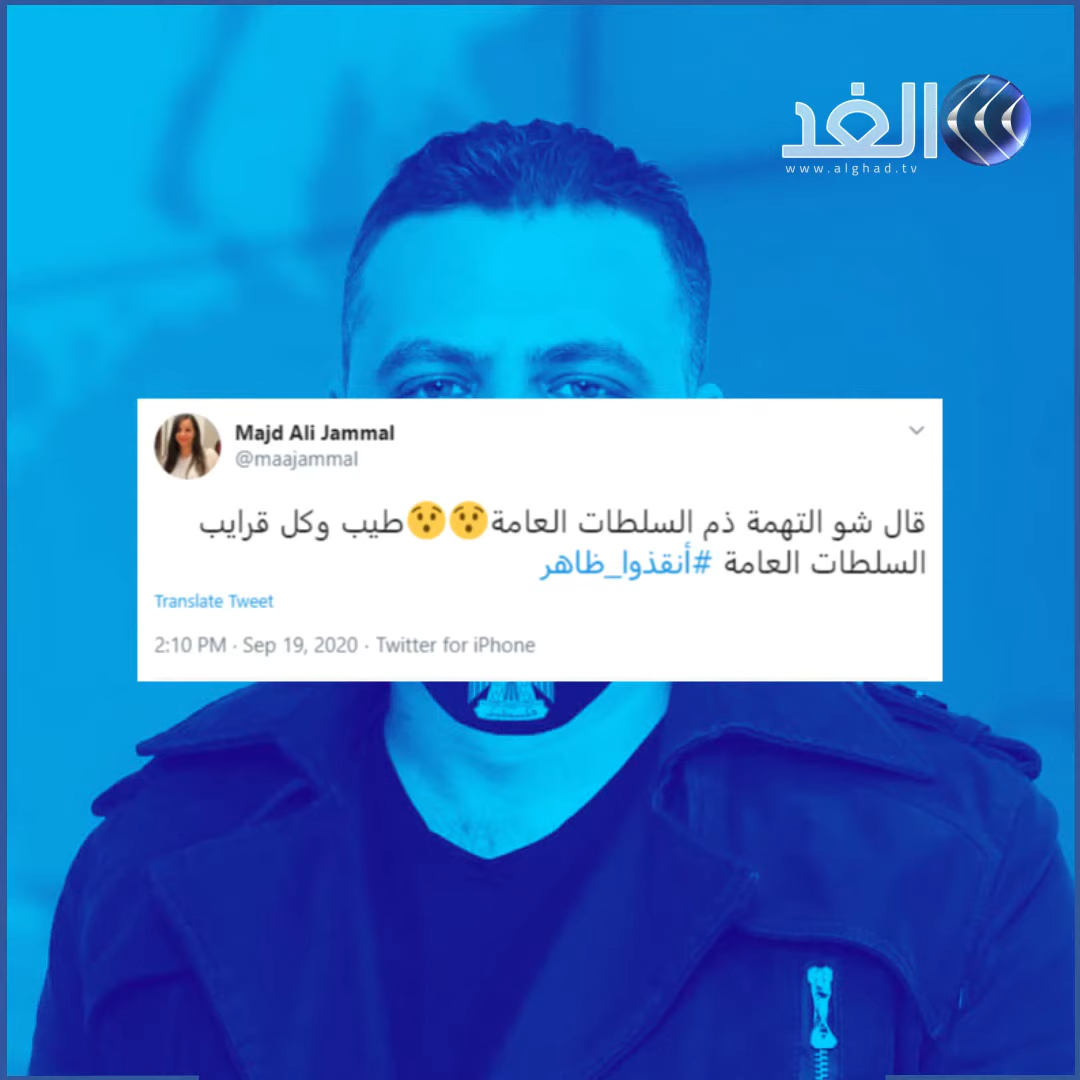 الغد
www.alghad.tv
Majd Ali Jammal
@maajammal
قال شو التهمة ذم السلطات العامة😯😯طيب وكل قرايب
السلطات العامة #أنقذوا_ظاهر
Translate Tweet
2:10 PM · Sep 19, 2020 · Twitter for iPhone
فلسطين